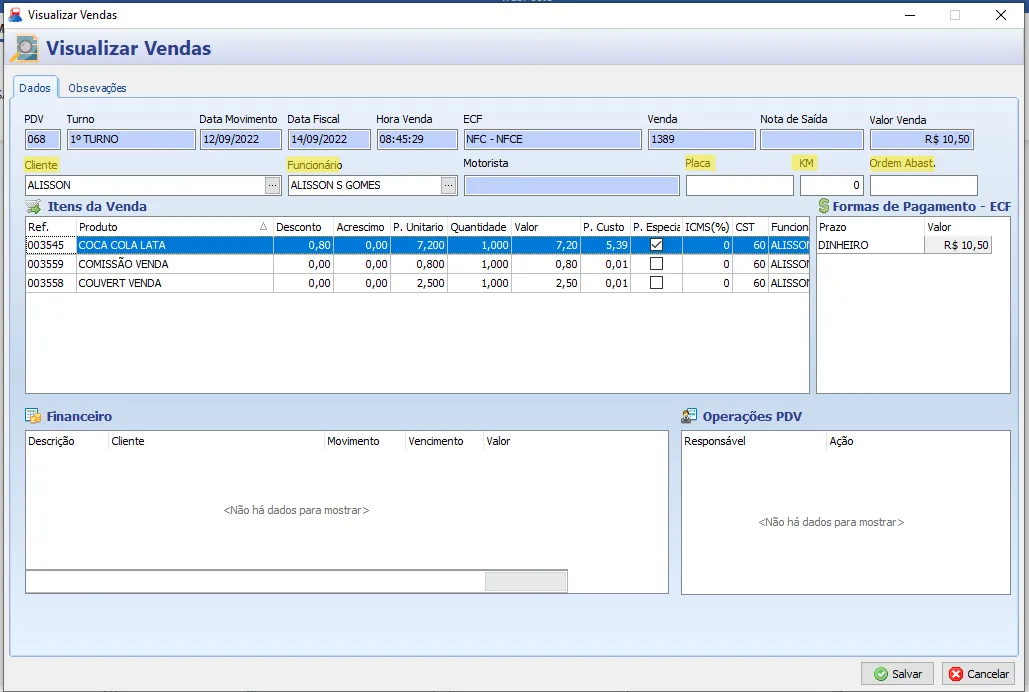 Visualizar Vendas
Visualizar Vendas
Dados Obsevações
PDV Turno Data Movimento Data Fiscal Hora Venda ECF Venda Nota de Saída Valor Venda
068 1º TURNO 12/09/2022 14/09/2022 08:45:29 NFC - NFCE 1389 R$ 10,50
Cliente Funcionário Motorista Placa KM Ordem Abast.
ALISSON ... ALISSON S GOMES ... 0
Itens da Venda Formas de Pagamento - ECF
Ref. Produto Desconto Acrescimo P. Unitario Quantidade Valor P. Custo P. Especia ICMS(%) CST Funcion Prazo Valor
003545 COCA COLA LATA 0,80 0,00 7,200 1,000 7,20 5,39 0 60 ALISSON DINHEIRO R$ 10,50
003559 COMISSÃO VENDA 0,00 0,00 0,800 1,000 0,80 0,01 0 60 ALISSON
003558 COUVERT VENDA 0,00 0,00 2,500 1,000 2,50 0,01 0 60 ALISSON
Financeiro Operações PDV
Descrição Cliente Movimento Vencimento Valor Responsável Ação
<Não há dados para mostrar>
<Não há dados para mostrar>
Salvar Cancelar